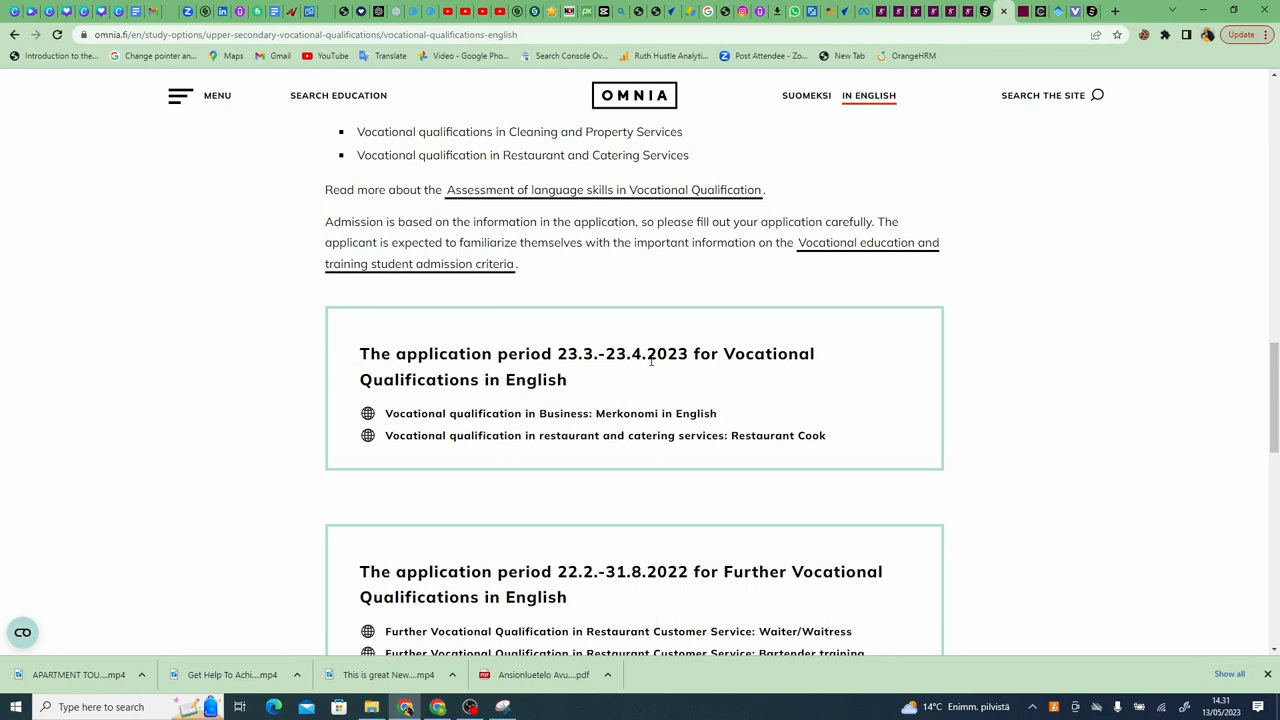 omnia.fi/en/study-options/upper-secondary-vocational-qualifications/vocational-qualifications-english
Update
Introduction to the...
Change pointer an...
Maps
Gmail
YouTube
Translate
Video - Google Pho...
Search Console Ov...
Ruth Hustle Analyti...
Post Attendee - Zo...
New Tab
OrangeHRM
MENU
SEARCH EDUCATION
OMNIA
SUOMEKSI
IN ENGLISH
SEARCH THE SITE
Vocational qualifications in Cleaning and Property Services
Vocational qualification in Restaurant and Catering Services
Read more about the Assessment of language skills in Vocational Qualification.
Admission is based on the information in the application, so please fill out your application carefully. The
applicant is expected to familiarize themselves with the important information on the Vocational education and
training student admission criteria.
The application period 23.3.-23.4.2023 for Vocational
Qualifications in English
Vocational qualification in Business: Merkonomi in English
Vocational qualification in restaurant and catering services: Restaurant Cook
The application period 22.2.-31.8.2022 for Further Vocational
Qualifications in English
Further Vocational Qualification in Restaurant Customer Service: Waiter/Waitress
Further Vocational Qualification in Restaurant Customer Service: Bartender training
APARTMENT TOU....mp4
Get Help To Achi....mp4
This is great New....mp4
Ansionluetelo Avu....pdf
Show all
Type here to search
14°C Enimm. pilvistä
14.31
13/05/2023